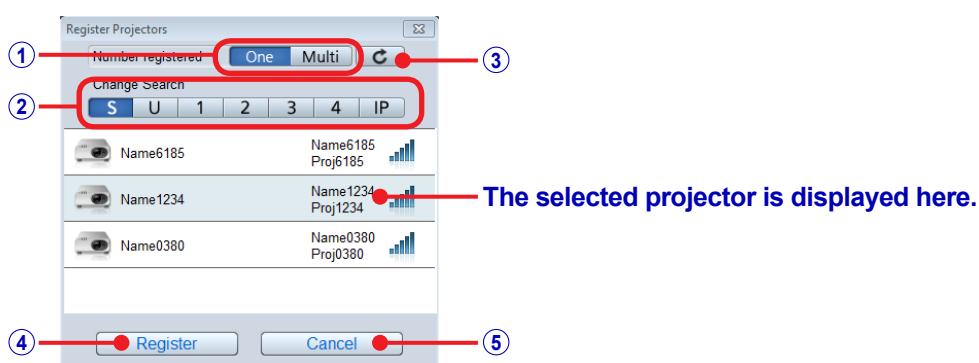 Register Projectors
① Number registered One Multi ③
Change Search
② S U 1 2 3 4 IP
Name6185 Name6185
Proj6185
Name1234 Name1234 The selected projector is displayed here.
Proj1234
Name0380 Name0380
Proj0380
④ Register Cancel ⑤